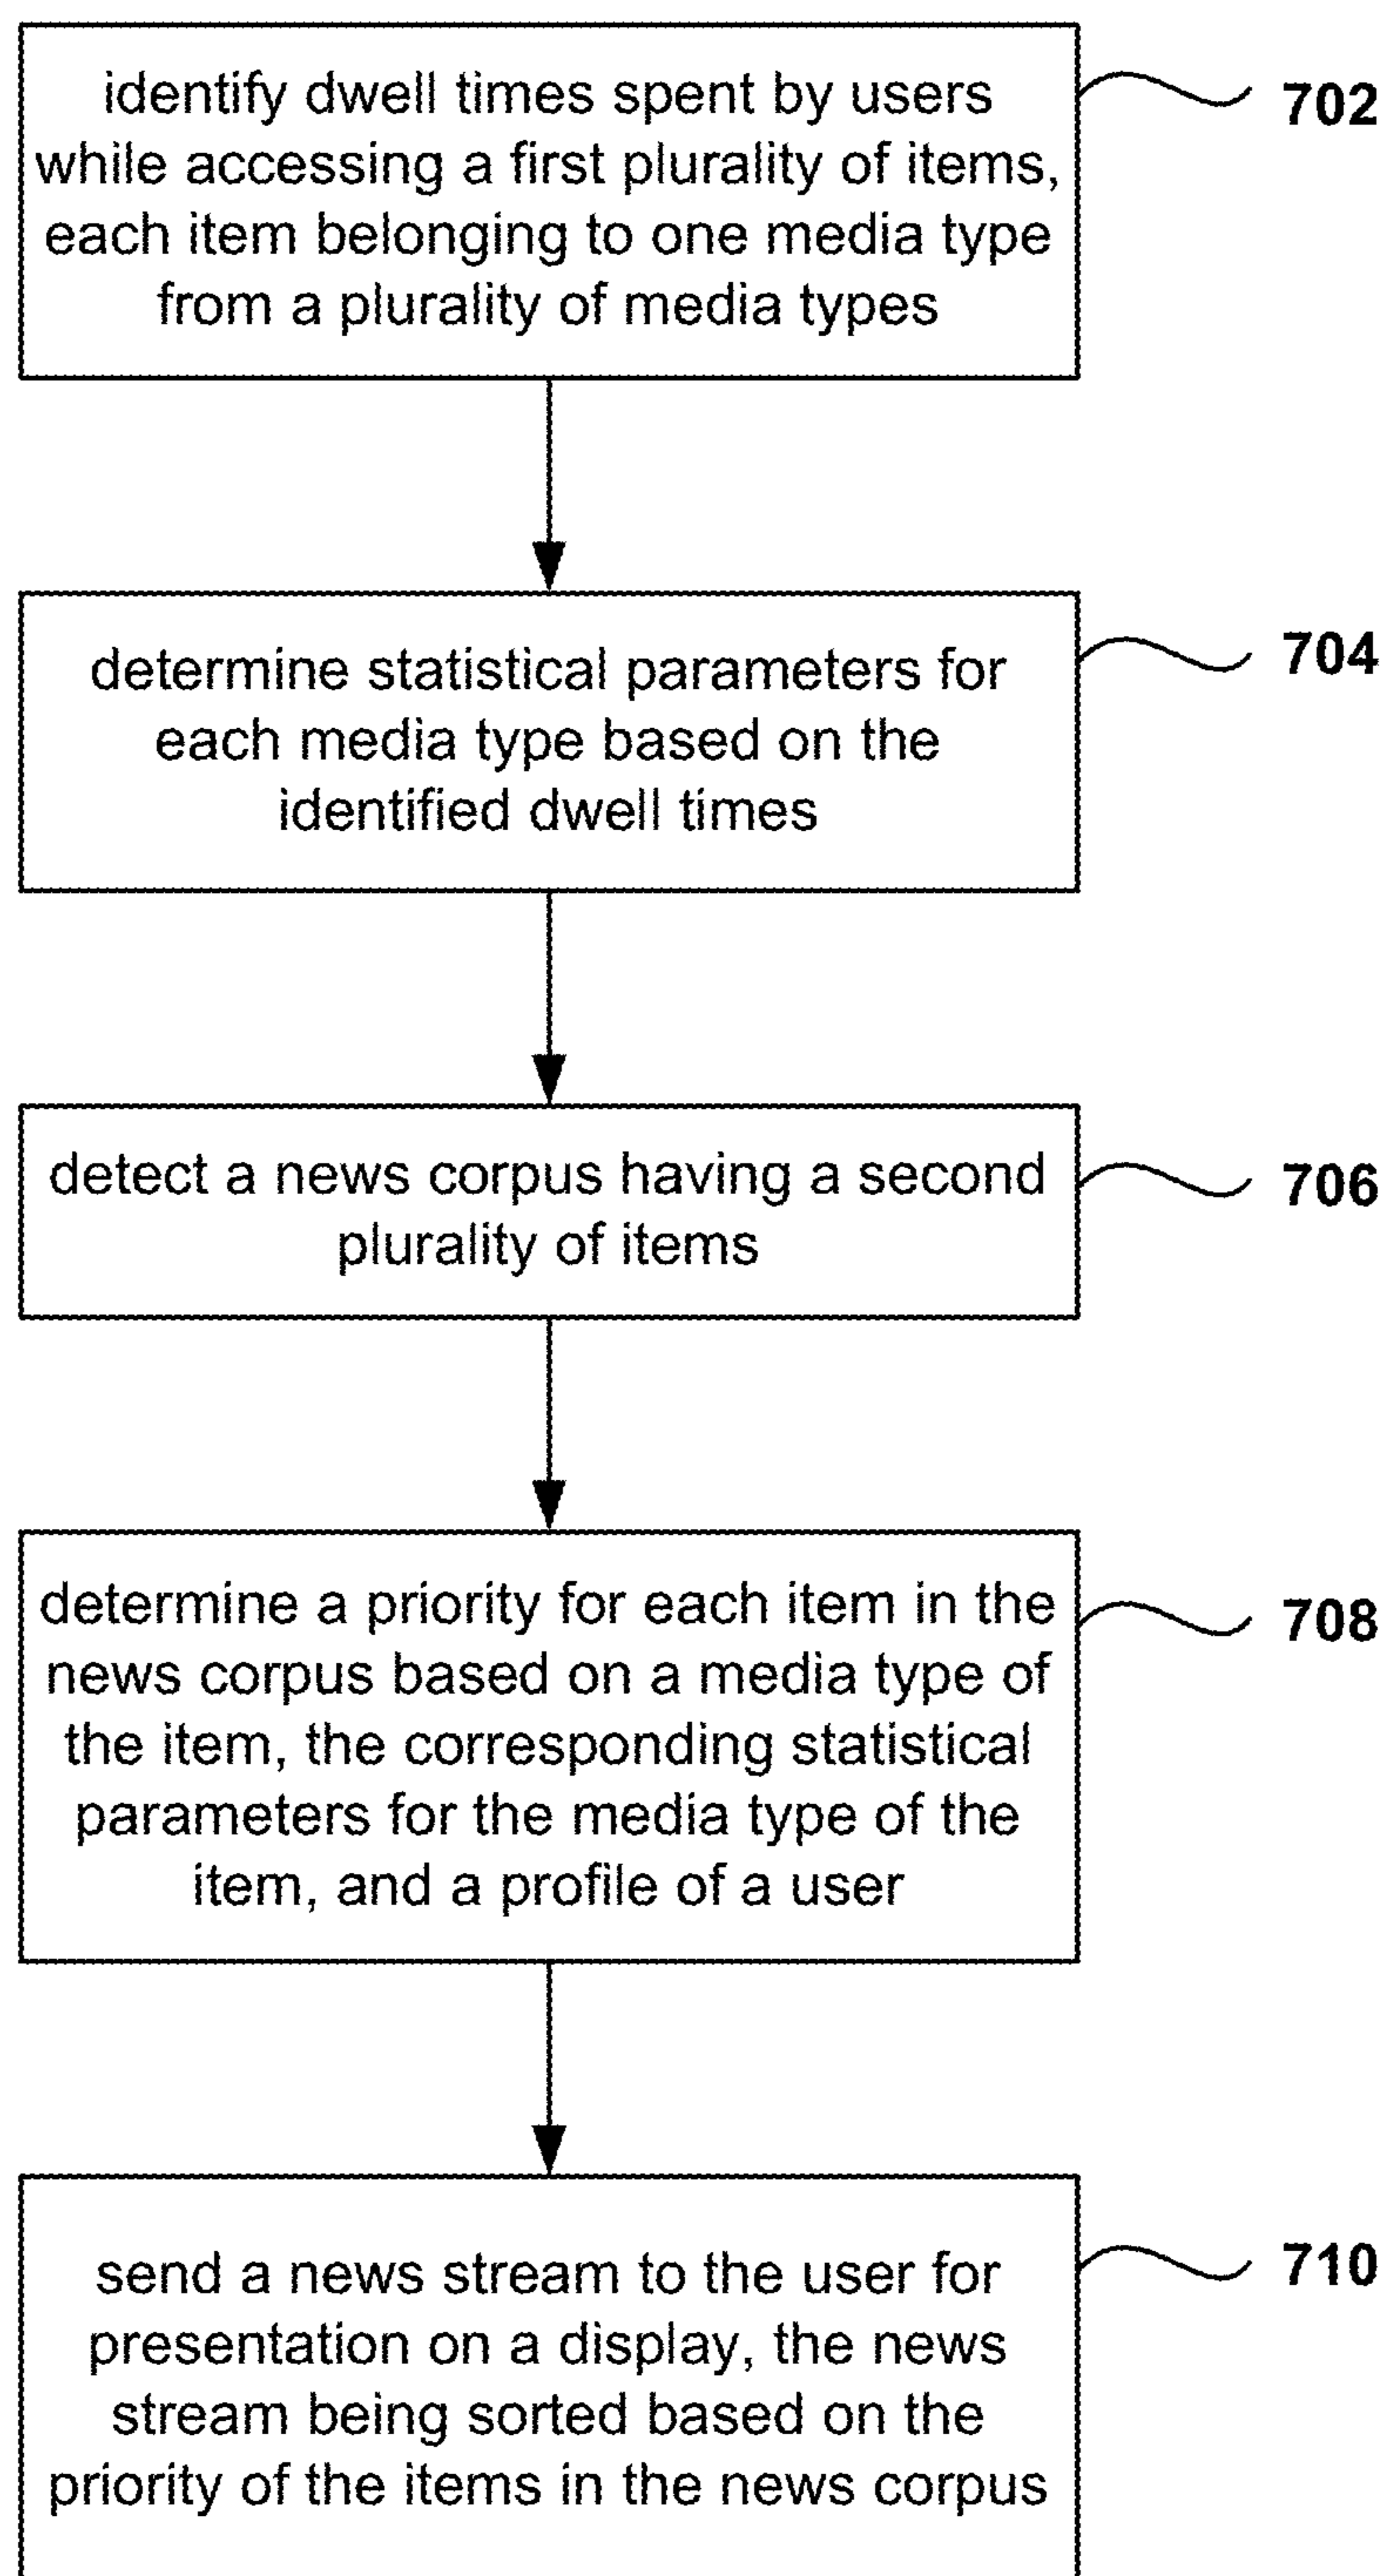 identify dwell times spent by users
while accessing a first plurality of items,
each item belonging to one media type
from a plurality of media types
702
determine statistical parameters for
each media type based on the
identified dwell times
704
detect a news corpus having a second
plurality of items
706
determine a priority for each item in the
news corpus based on a media type of
the item, the corresponding statistical
parameters for the media type of the
item, and a profile of a user
708
send a news stream to the user for
presentation on a display, the news
stream being sorted based on the
priority of the items in the news corpus
710